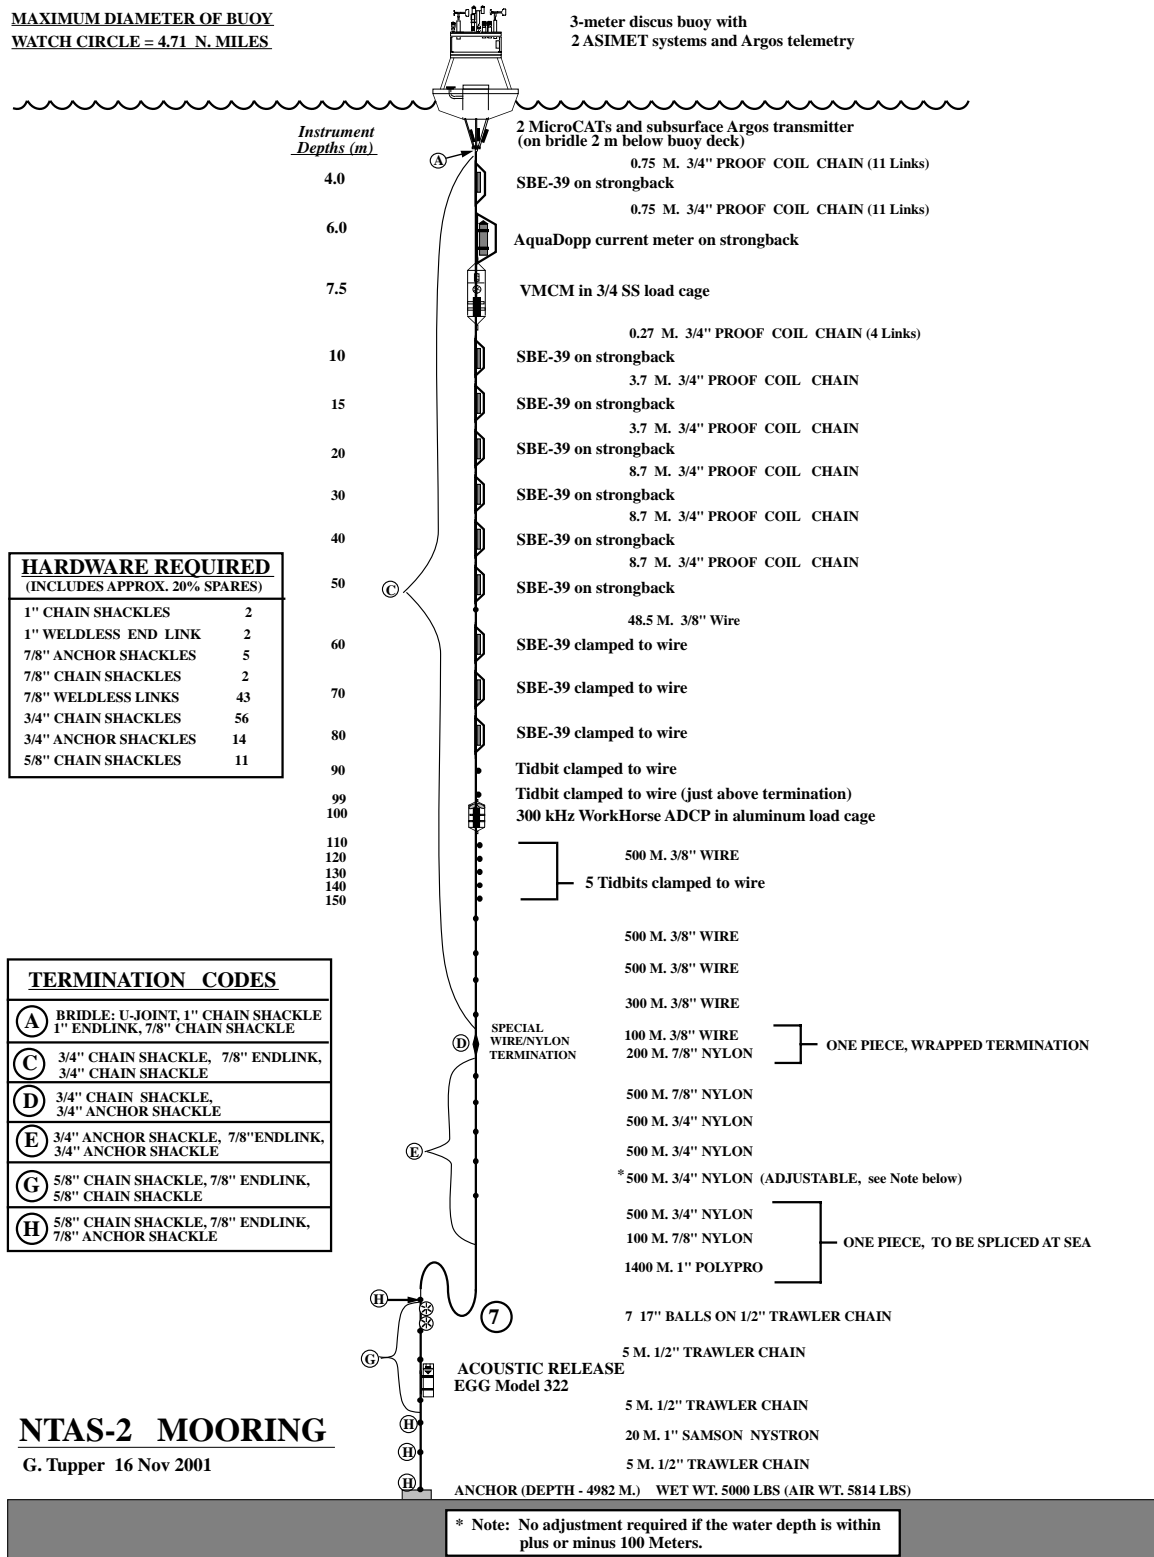 MAXIMUM DIAMETER OF BUOY
WATCH CIRCLE = 4.71 N. MILES
3-meter discus buoy with
2 ASIMET systems and Argos telemetry
Instrument
Depths (m)
2 MicroCATs and subsurface Argos transmitter
(on bridle 2 m below buoy deck)
A
0.75 M. 3/4" PROOF COIL CHAIN (11 Links)
4.0
SBE-39 on strongback
0.75 M. 3/4" PROOF COIL CHAIN (11 Links)
6.0
AquaDopp current meter on strongback
7.5
VMCM in 3/4 SS load cage
0.27 M. 3/4" PROOF COIL CHAIN (4 Links)
10
SBE-39 on strongback
3.7 M. 3/4" PROOF COIL CHAIN
15
SBE-39 on strongback
3.7 M. 3/4" PROOF COIL CHAIN
20
SBE-39 on strongback
8.7 M. 3/4" PROOF COIL CHAIN
30
SBE-39 on strongback
8.7 M. 3/4" PROOF COIL CHAIN
40
SBE-39 on strongback
8.7 M. 3/4" PROOF COIL CHAIN
50
C
SBE-39 on strongback
48.5 M. 3/8" Wire
60
SBE-39 clamped to wire
70
SBE-39 clamped to wire
80
SBE-39 clamped to wire
90
Tidbit clamped to wire
99
Tidbit clamped to wire (just above termination)
100
300 kHz WorkHorse ADCP in aluminum load cage
110
120
130
140
150
500 M. 3/8" WIRE
5 Tidbits clamped to wire
HARDWARE REQUIRED
(INCLUDES APPROX. 20% SPARES)
1" CHAIN SHACKLES 2
1" WELDLESS END LINK 2
7/8" ANCHOR SHACKLES 5
7/8" CHAIN SHACKLES 2
7/8" WELDLESS LINKS 43
3/4" CHAIN SHACKLES 56
3/4" ANCHOR SHACKLES 14
5/8" CHAIN SHACKLES 11
500 M. 3/8" WIRE
500 M. 3/8" WIRE
300 M. 3/8" WIRE
SPECIAL
WIRE/NYLON
TERMINATION
D
100 M. 3/8" WIRE
200 M. 7/8" NYLON
ONE PIECE, WRAPPED TERMINATION
500 M. 7/8" NYLON
500 M. 3/4" NYLON
E
500 M. 3/4" NYLON
* 500 M. 3/4" NYLON (ADJUSTABLE, see Note below)
500 M. 3/4" NYLON
100 M. 7/8" NYLON
1400 M. 1" POLYPRO
ONE PIECE, TO BE SPLICED AT SEA
TERMINATION CODES
A BRIDLE: U-JOINT, 1" CHAIN SHACKLE
1" ENDLINK, 7/8" CHAIN SHACKLE
C 3/4" CHAIN SHACKLE, 7/8" ENDLINK,
3/4" CHAIN SHACKLE
D 3/4" CHAIN SHACKLE,
3/4" ANCHOR SHACKLE
E 3/4" ANCHOR SHACKLE, 7/8"ENDLINK,
3/4" ANCHOR SHACKLE
G 5/8" CHAIN SHACKLE, 7/8" ENDLINK,
5/8" CHAIN SHACKLE
H 5/8" CHAIN SHACKLE, 7/8" ENDLINK,
7/8" ANCHOR SHACKLE
H
7
7 17" BALLS ON 1/2" TRAWLER CHAIN
G
5 M. 1/2" TRAWLER CHAIN
ACOUSTIC RELEASE
EGG Model 322
5 M. 1/2" TRAWLER CHAIN
H
20 M. 1" SAMSON NYSTRON
H
5 M. 1/2" TRAWLER CHAIN
H
ANCHOR (DEPTH - 4982 M.) WET WT. 5000 LBS (AIR WT. 5814 LBS)
NTAS-2 MOORING
G. Tupper 16 Nov 2001
* Note: No adjustment required if the water depth is within
plus or minus 100 Meters.